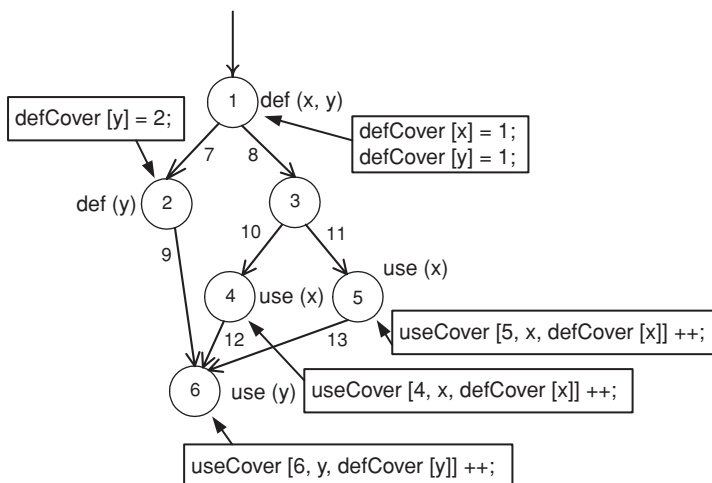 1
def (x, y)
defCover [y] = 2;
defCover [x] = 1;
defCover [y] = 1;
7
8
def (y)
2
3
10
11
9
use (x)
4
use (x)
5
useCover [5, x, defCover [x]] ++;
12
13
6
use (y)
useCover [4, x, defCover [x]] ++;
useCover [6, y, defCover [y]] ++;